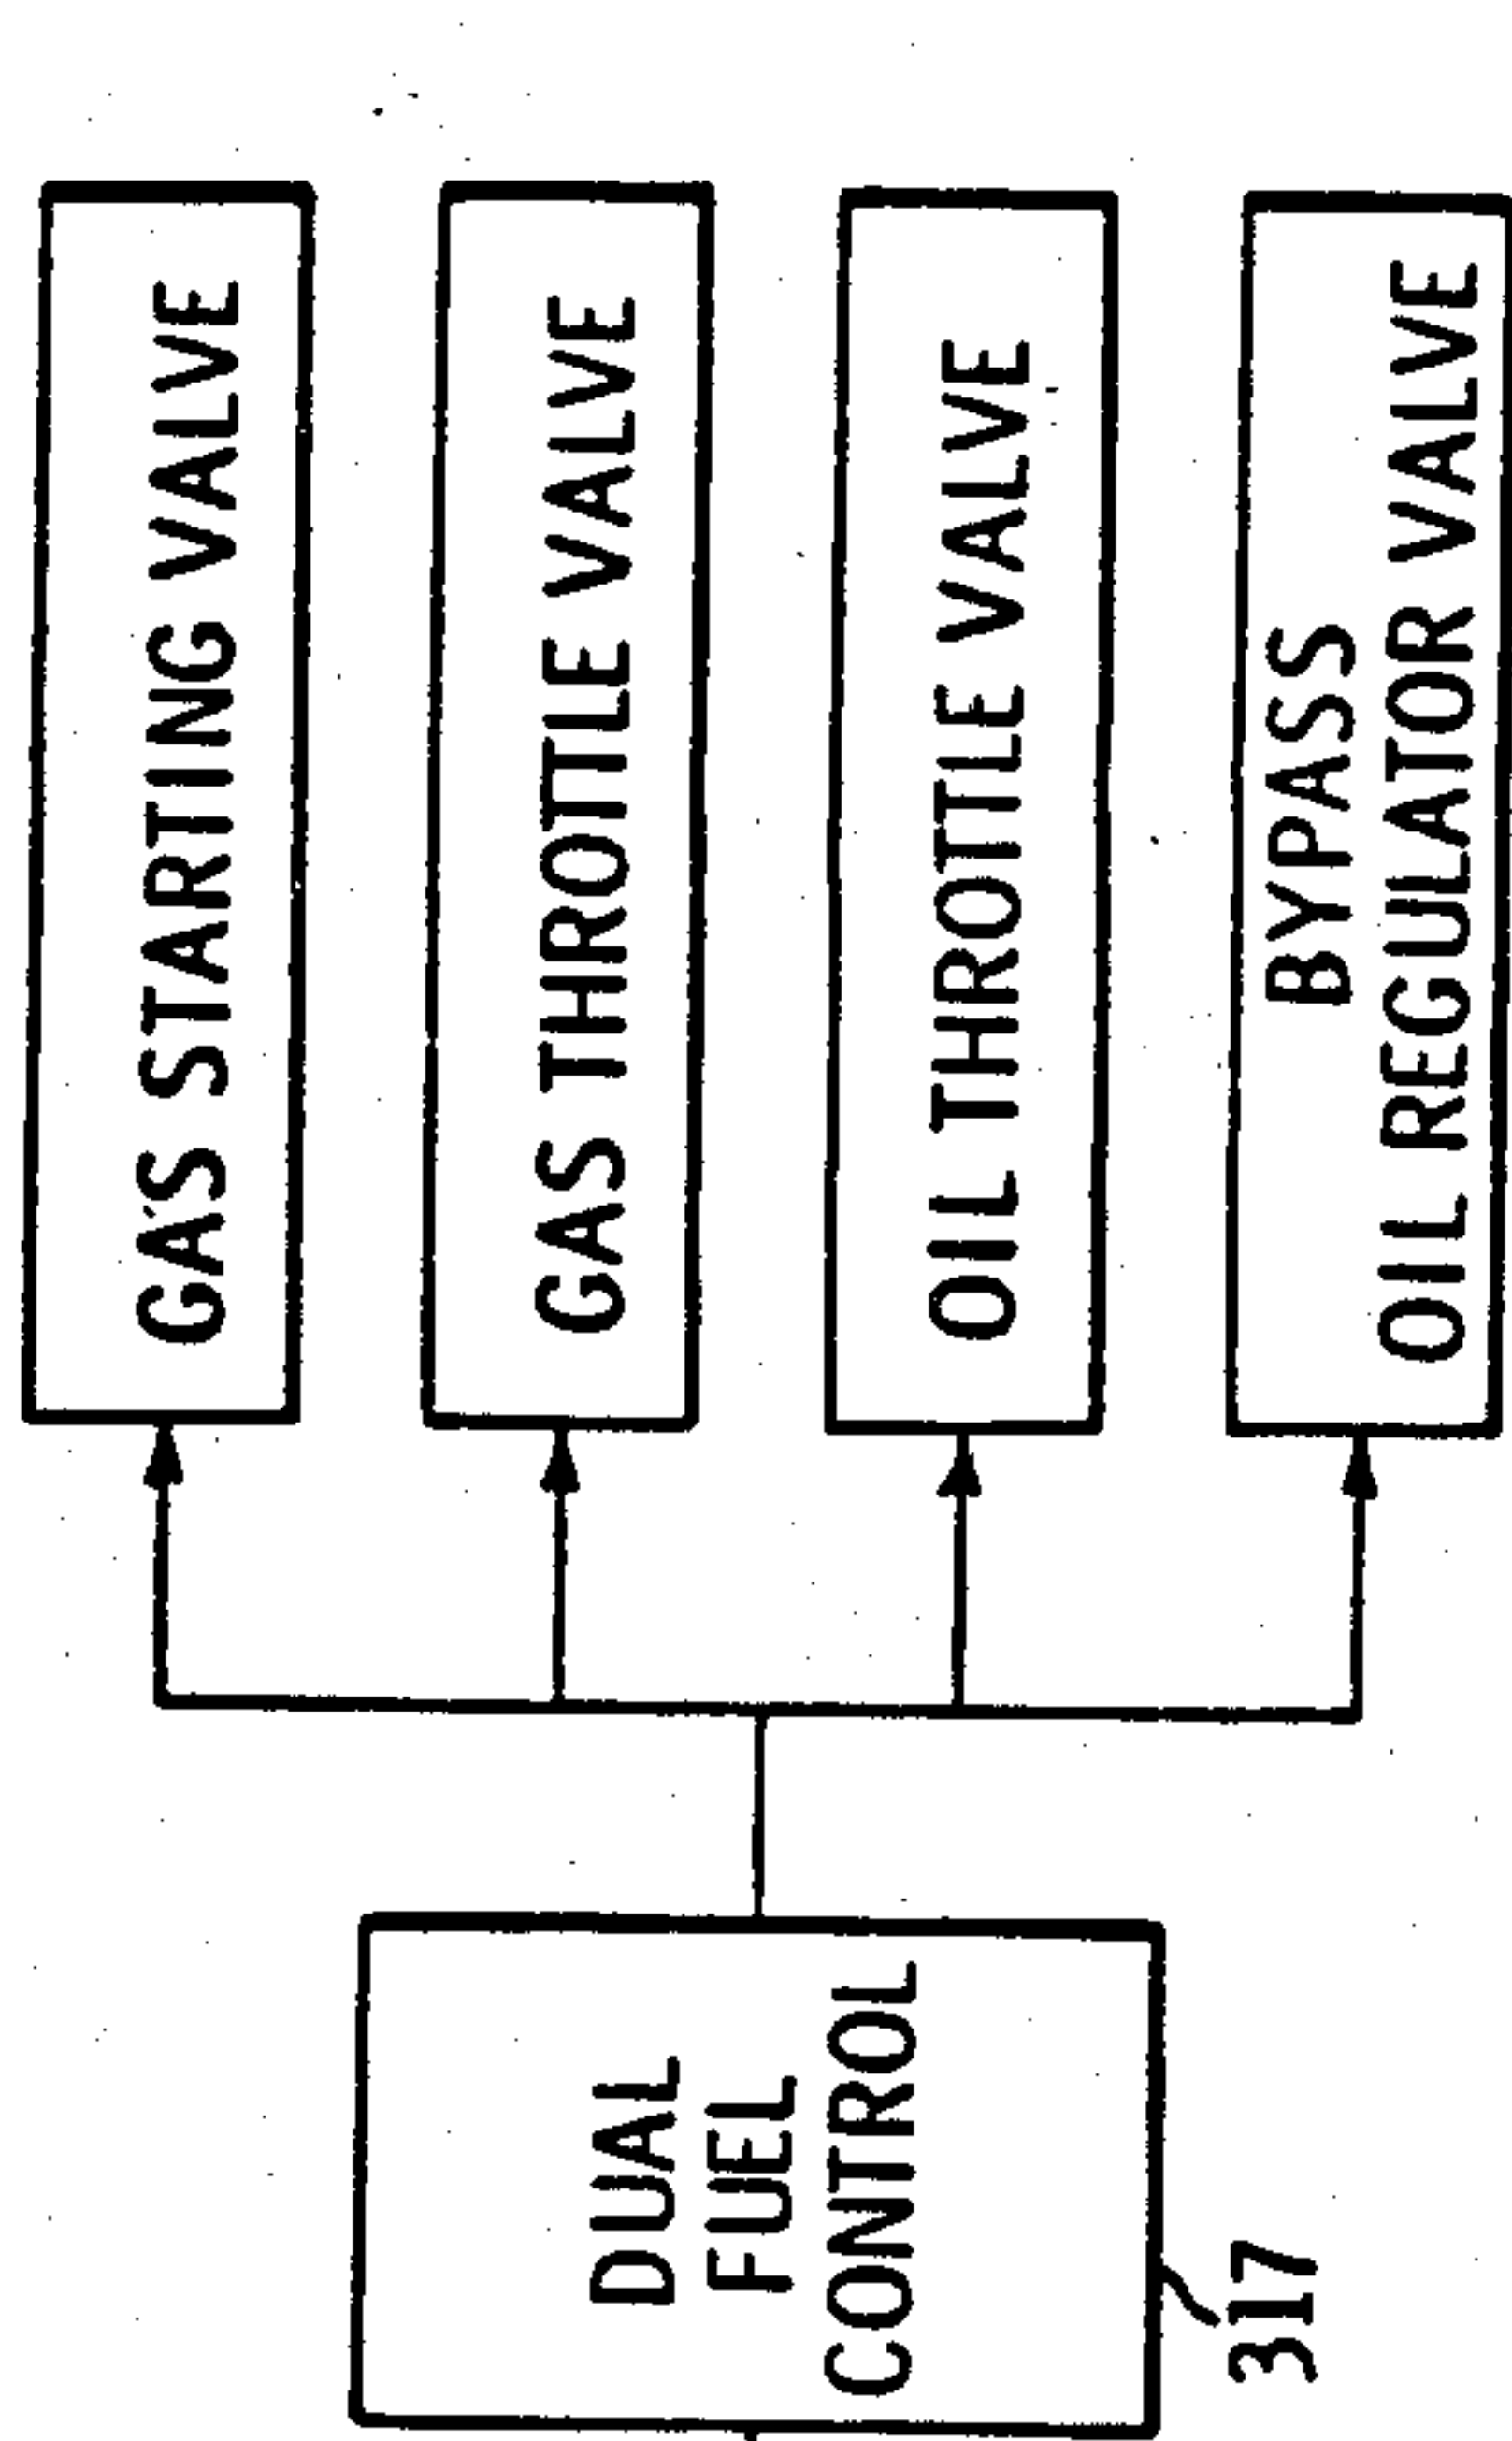 GAS STARTING VALVE
GAS THROTTLE VALVE
OIL THROTTLE VALVE
BYPASS
OIL REGULATOR VALVE
DUAL
FUEL
CONTROL
317